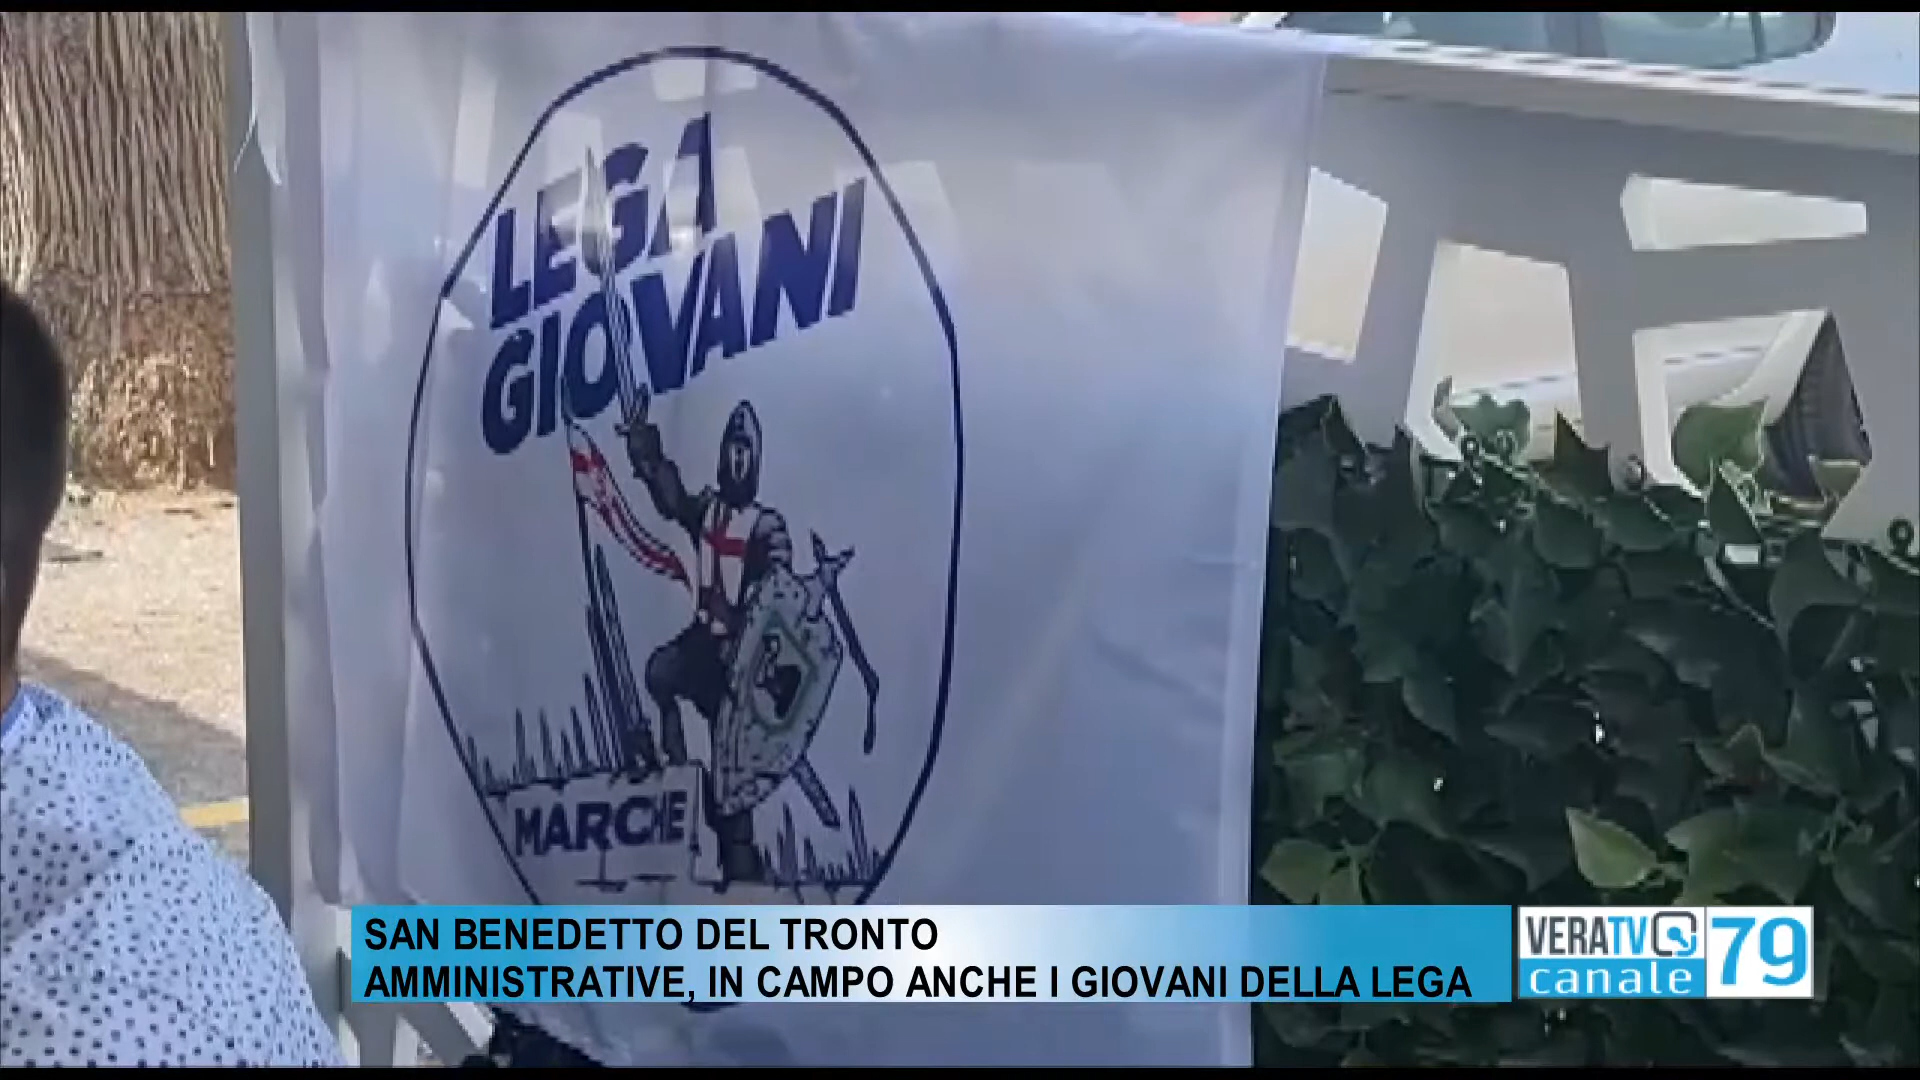 LEGA
GIOVANI
MARCHE
SAN BENEDETTO DEL TRONTO
AMMINISTRATIVE, IN CAMPO ANCHE I GIOVANI DELLA LEGA
VERATV
canale
79